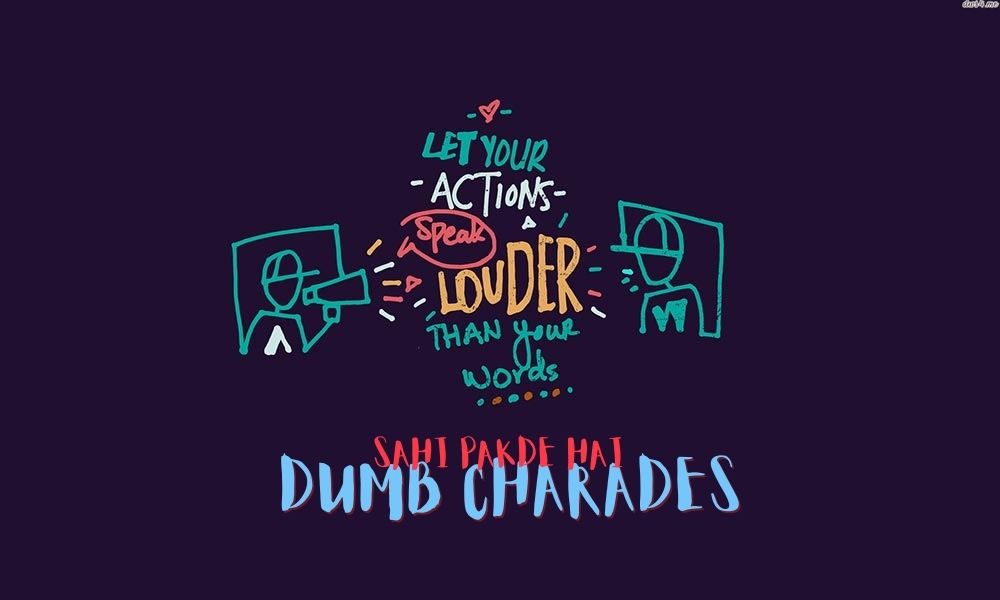 LET YOUR
-ACTIONS-
Speak
LOUDER
THAN your
words
A
W
SAHI PAKDE HAI
DUMB CHARADES